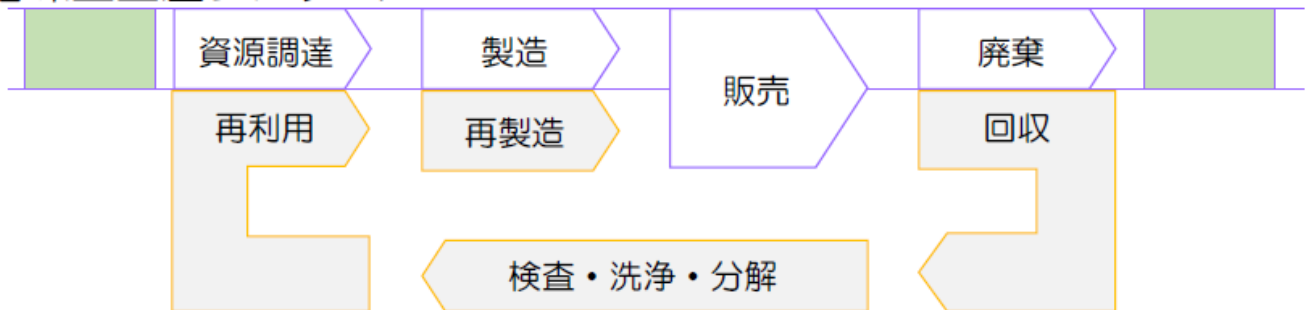 資源調達
製造
販売
廃棄
再利用
再製造
回収
検査・洗浄・分解